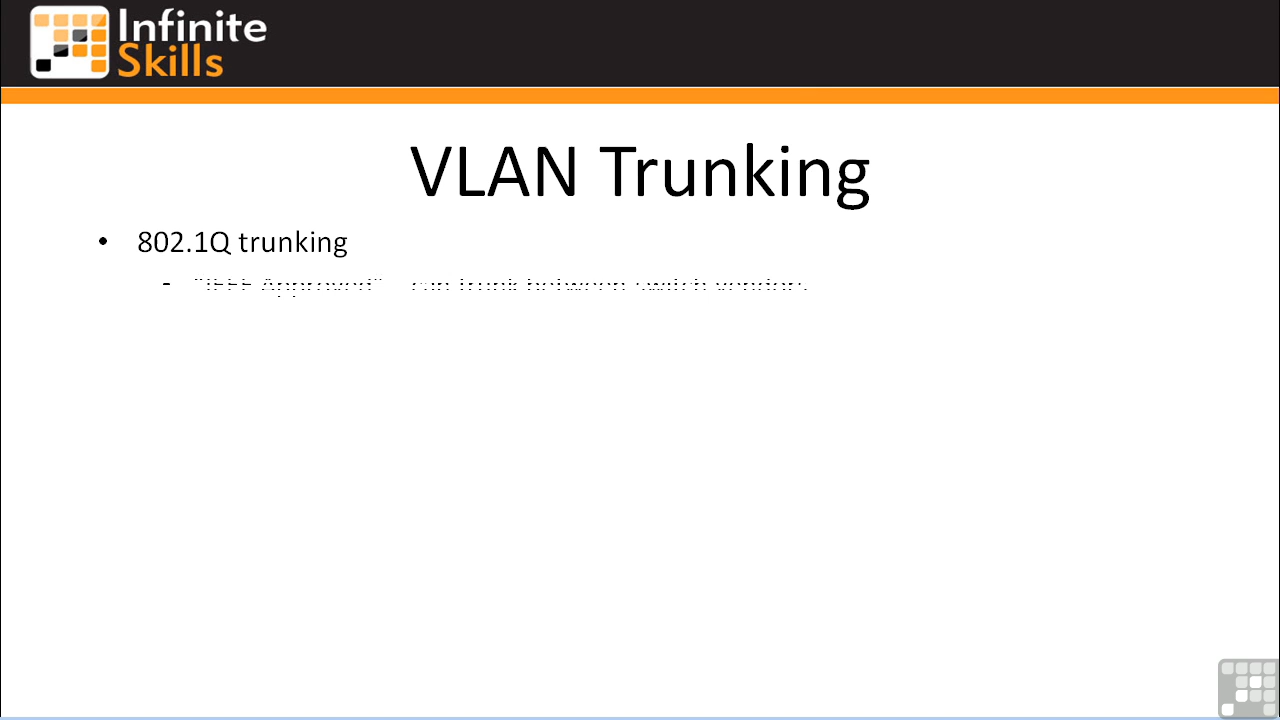 Infinite
Skills
VLAN Trunking
• 802.1Q trunking
- "IEEE Approved" – can trunk between switch vendors